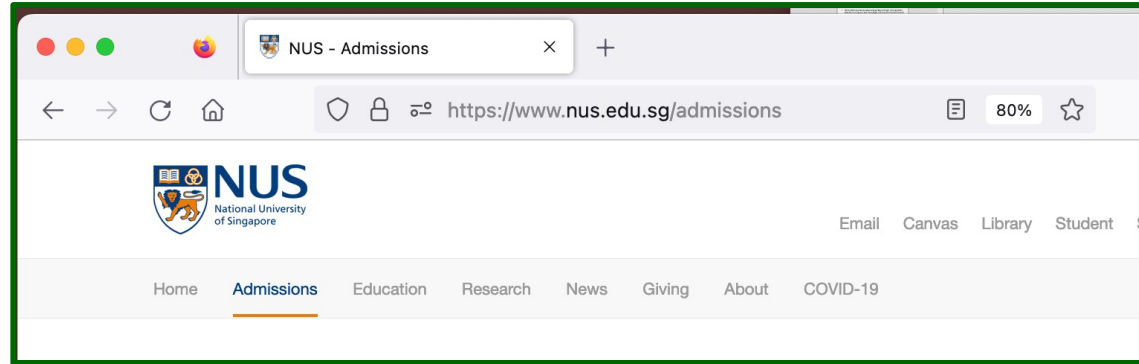 NUS - Admissions
https://www.nus.edu.sg/admissions 80%
NUS
National University
of Singapore
Email Canvas Library Student
Home Admissions Education Research News Giving About COVID-19